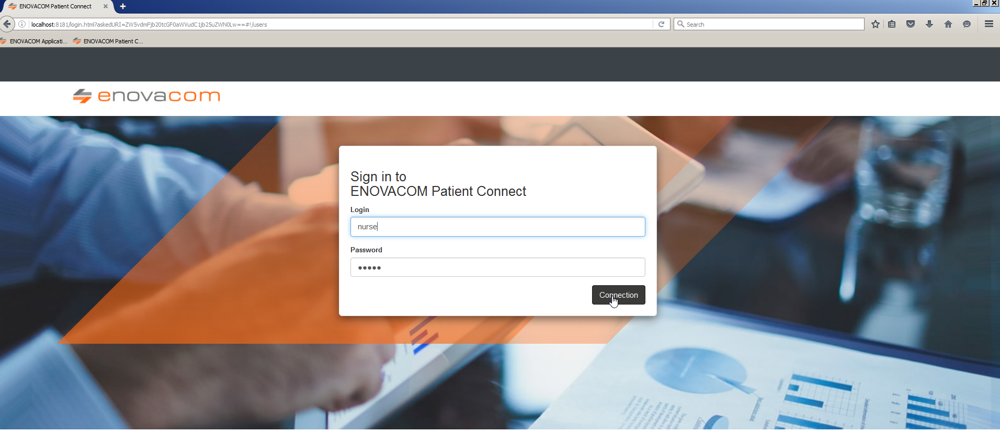 ENOVACOM Patient Connect
localhost:8181/login.html?askedURI=ZW5vdmFjb20tcGF0aWVudC1jb25uZWN0Lw==#!/users
Search
ENOVACOM Applicati...
ENOVACOM Patient C...
enovacom
Sign in to
ENOVACOM Patient Connect
Login
nurse
Password
Connection